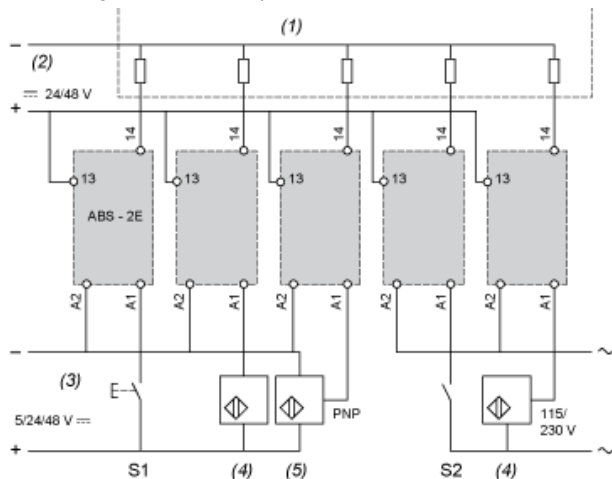 (1)
−
(2)
⎓ 24/48 V
+
14 14 14 14 14
13 13 13 13 13
ABS - 2E
A2 A1 A2 A1 A2 A1 A2 A1 A2 A1
− ~
(3)
E
PNP
115/
230 V
5/24/48 V ⎓
+ ~
S1 (4) (5) S2 (4)